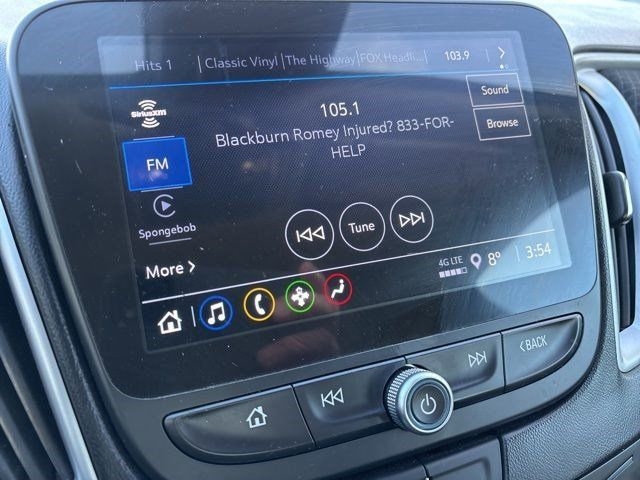 Hits 1 | Classic Vinyl | The Highway | FOX Headli... 103.9
SiriusXM
105.1
Sound
Blackburn Romey Injured? 833-FOR-
HELP
Browse
FM
Spongebob
Tune
More
4G LTE 8° 3:54
BACK